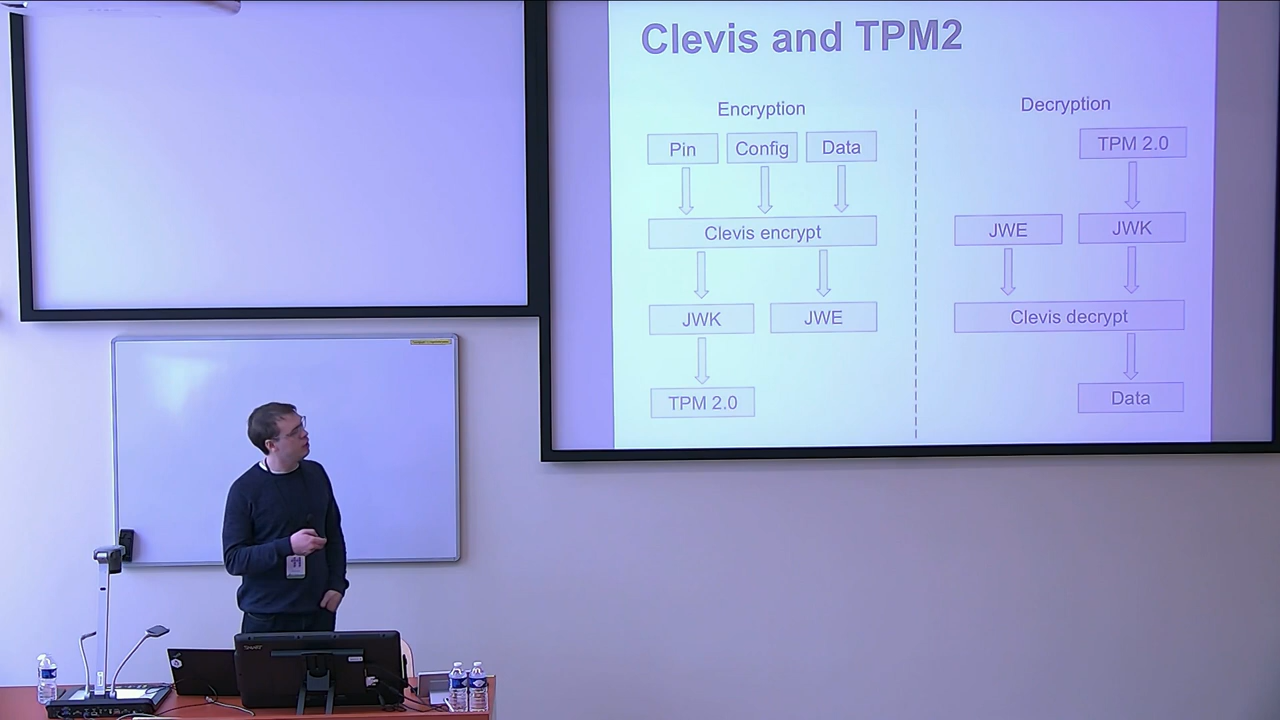 Clevis and TPM2
Encryption
Pin
Config
Data
Clevis encrypt
JWK
JWE
TPM 2.0
Decryption
TPM 2.0
JWE
JWK
Clevis decrypt
Data